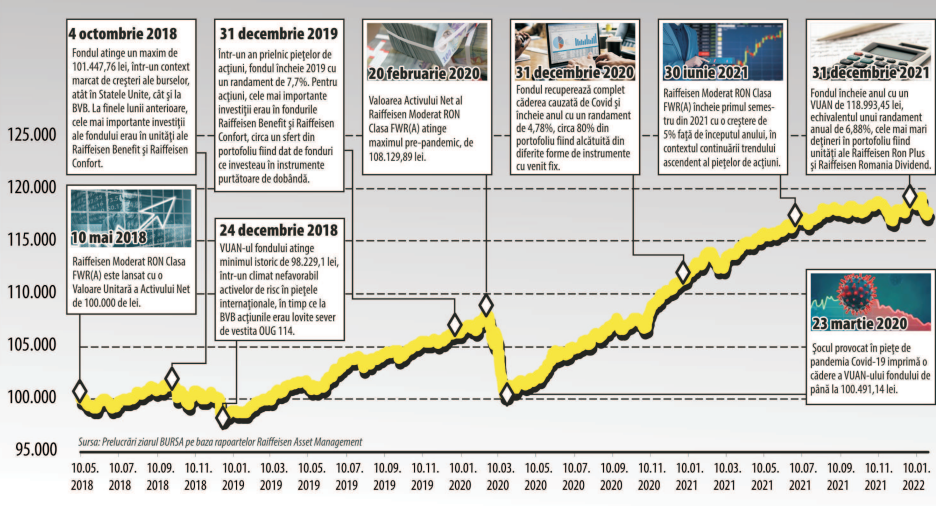 4 octombrie 2018
Fondul atinge un maxim de
101.447,76 lei, într-un context
marcat de creșteri ale burselor,
atât în Statele Unite, cât și la
BVB. La finele lunii anterioare,
cele mai importante investiții
ale fondului erau în unități ale
Raiffeisen Benefit și Raiffeisen
Confort.
31 decembrie 2019
Într-un an prielnic piețelor de
acțiuni, fondul încheie 2019 cu
un randament de 7,7%. Pentru
acțiuni, cele mai importante
investiții erau în fondurile
Raiffeisen Benefit și Raiffeisen
Confort, circa un sfert din
portofoliu fiind dat de fonduri
ce investeau în instrumente
purtătoare de dobândă.
20 februarie 2020
Valoarea Activului Net al
Raiffeisen Moderat RON
Clasa FWR(A) atinge
maximul pre-pandemic, de
108.129,89 lei.
31 decembrie 2020
Fondul recuperează complet
căderea cauzată de Covid și
încheie anul cu un randament
de 4,78%, circa 80% din
portofoliu fiind alcătuită din
diferite forme de instrumente
cu venit fix.
30 iunie 2021
Raiffeisen Moderat RON Clasa
FWR(A) încheie primul semes-
tru din 2021 cu o creștere de
5% față de începutul anului, în
contextul continuării trendului
ascendent al piețelor de acțiuni.
31 decembrie 2021
Fondul încheie anul cu un
VUAN de 118.993,45 lei,
echivalentul unui randament
anual de 6,88%, cele mai mari
dețineri în portofoliu fiind
unități ale Raiffeisen Ron Plus
și Raiffeisen Romania Dividend.
10 mai 2018
Raiffeisen Moderat RON Clasa
FWR(A) este lansat cu o
Valoare Unitară a Activului Net
de 100.000 de lei.
24 decembrie 2018
VUAN-ul fondului atinge
minimul istoric de 98.229,1 lei,
într-un climat nefavorabil
activelor de risc în piețele
internaționale, în timp ce la
BVB acțiunile erau lovite sever
de vestita OUG 114.
23 martie 2020
Șocul provocat în piețe de
pandemia Covid-19 imprimă o
cădere a VUAN-ului fondului de
până la 100.491,14 lei.
125.000
120.000
115.000
110.000
105.000
100.000
95.000
Sursa: Prelucrări ziarul BURSA pe baza rapoartelor Raiffeisen Asset Management
10.05. 10.07. 10.09. 10.11. 10.01. 10.03. 10.05. 10.07. 10.09. 10.11. 10.01. 10.03. 10.05. 10.07. 10.09. 10.11. 10.01. 10.03. 10.05. 10.07. 10.09. 10.11. 10.01.
2018 2018 2018 2018 2019 2019 2019 2019 2019 2019 2020 2020 2020 2020 2020 2020 2021 2021 2021 2021 2021 2021 2022